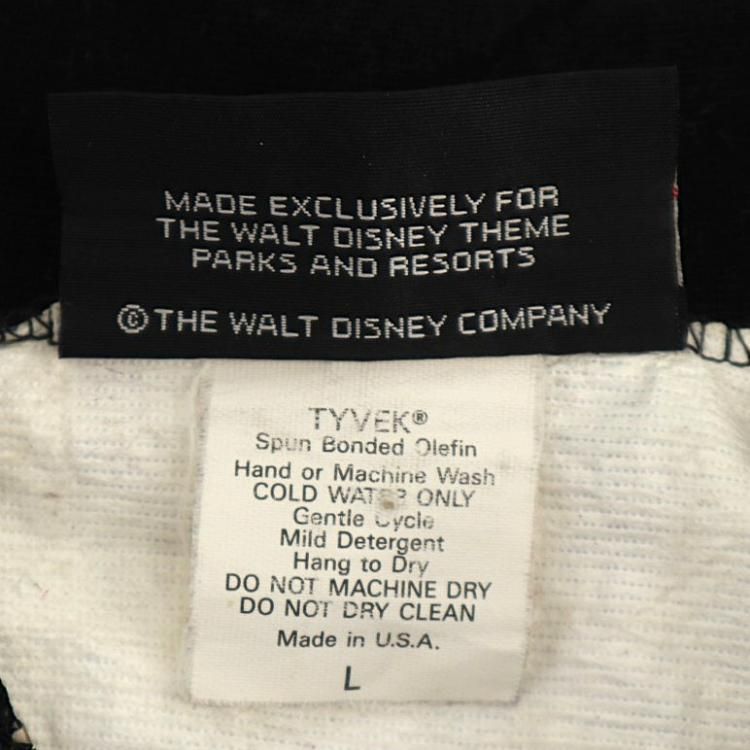 MADE EXCLUSIVELY FOR
THE WALT DISNEY THEME
PARKS AND RESORTS
© THE WALT DISNEY COMPANY
TYVEK®
Spun Bonded Olefin
Hand or Machine Wash
COLD WATER ONLY
Gentle Cycle
Mild Detergent
Hang to Dry
DO NOT MACHINE DRY
DO NOT DRY CLEAN
Made in U.S.A.
L